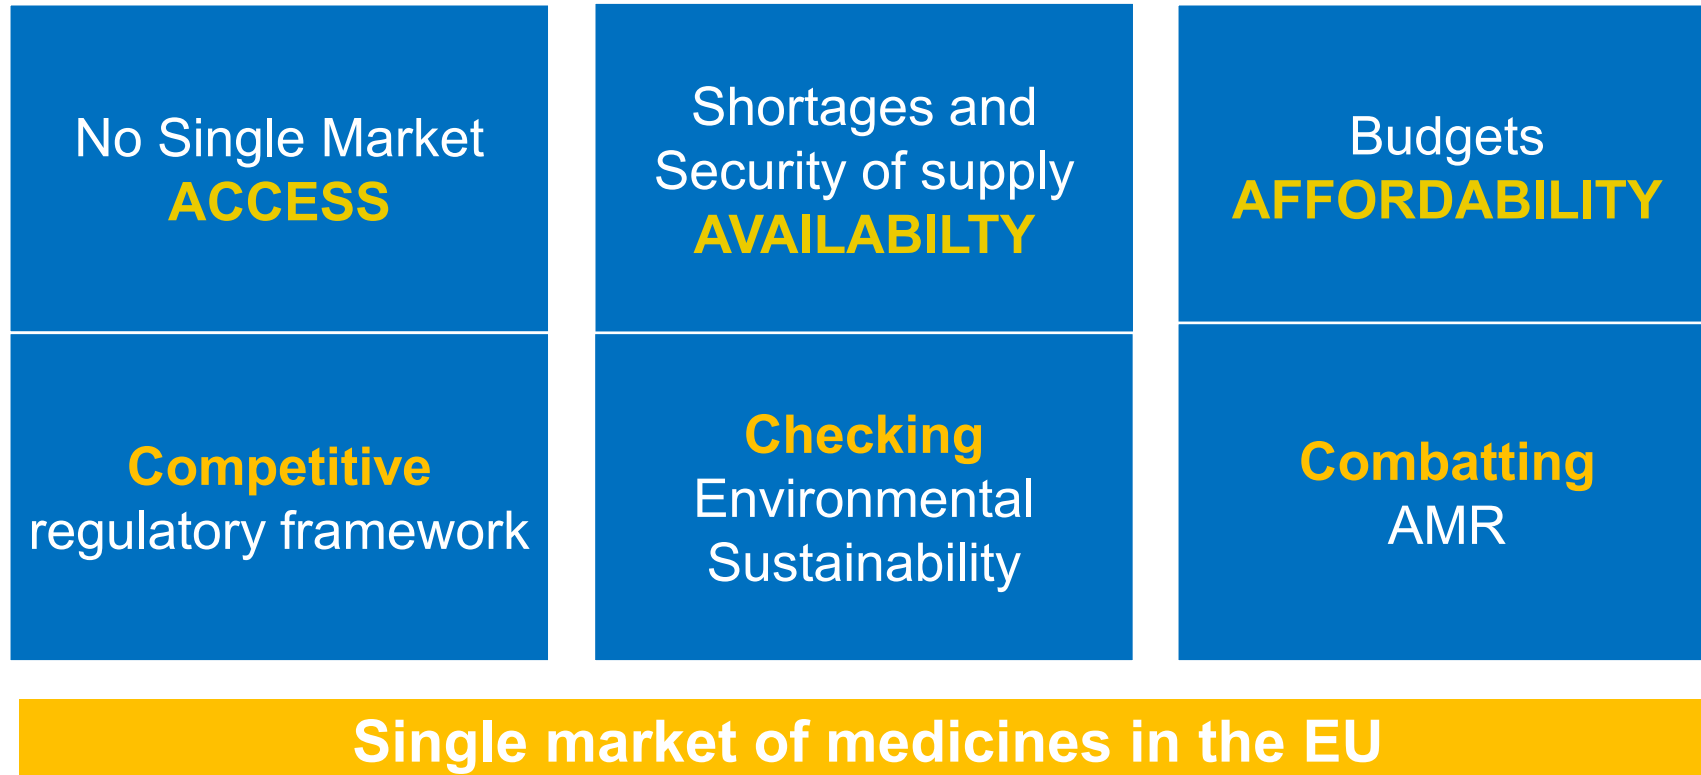 No Single Market
ACCESS
Shortages and
Security of supply
AVAILABILTY
Budgets
AFFORDABILITY
Competitive
regulatory framework
Checking
Environmental
Sustainability
Combatting
AMR
Single market of medicines in the EU